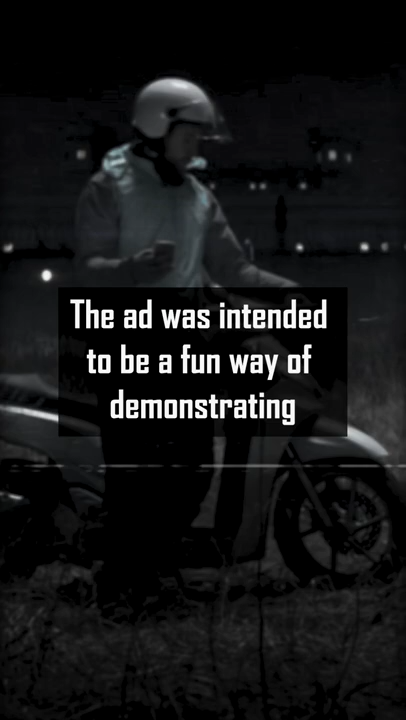 The ad was intended
to be a fun way of
demonstrating